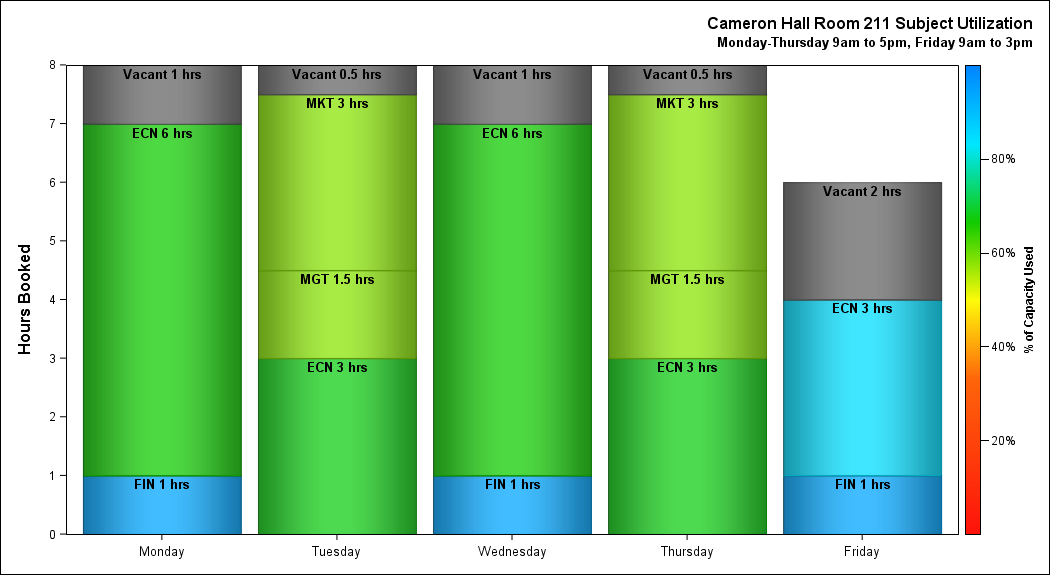 Cameron Hall Room 211 Subject Utilization
Monday-Thursday 9am to 5pm, Friday 9am to 3pm
Hours Booked
8
7
6
5
4
3
2
1
0
Vacant 1 hrs
ECN 6 hrs
FIN 1 hrs
Monday
Vacant 0.5 hrs
MKT 3 hrs
MGT 1.5 hrs
ECN 3 hrs
Tuesday
Vacant 1 hrs
ECN 6 hrs
FIN 1 hrs
Wednesday
Vacant 0.5 hrs
MKT 3 hrs
MGT 1.5 hrs
ECN 3 hrs
Thursday
Vacant 2 hrs
ECN 3 hrs
FIN 1 hrs
Friday
80%
60%
40%
20%
% of Capacity Used